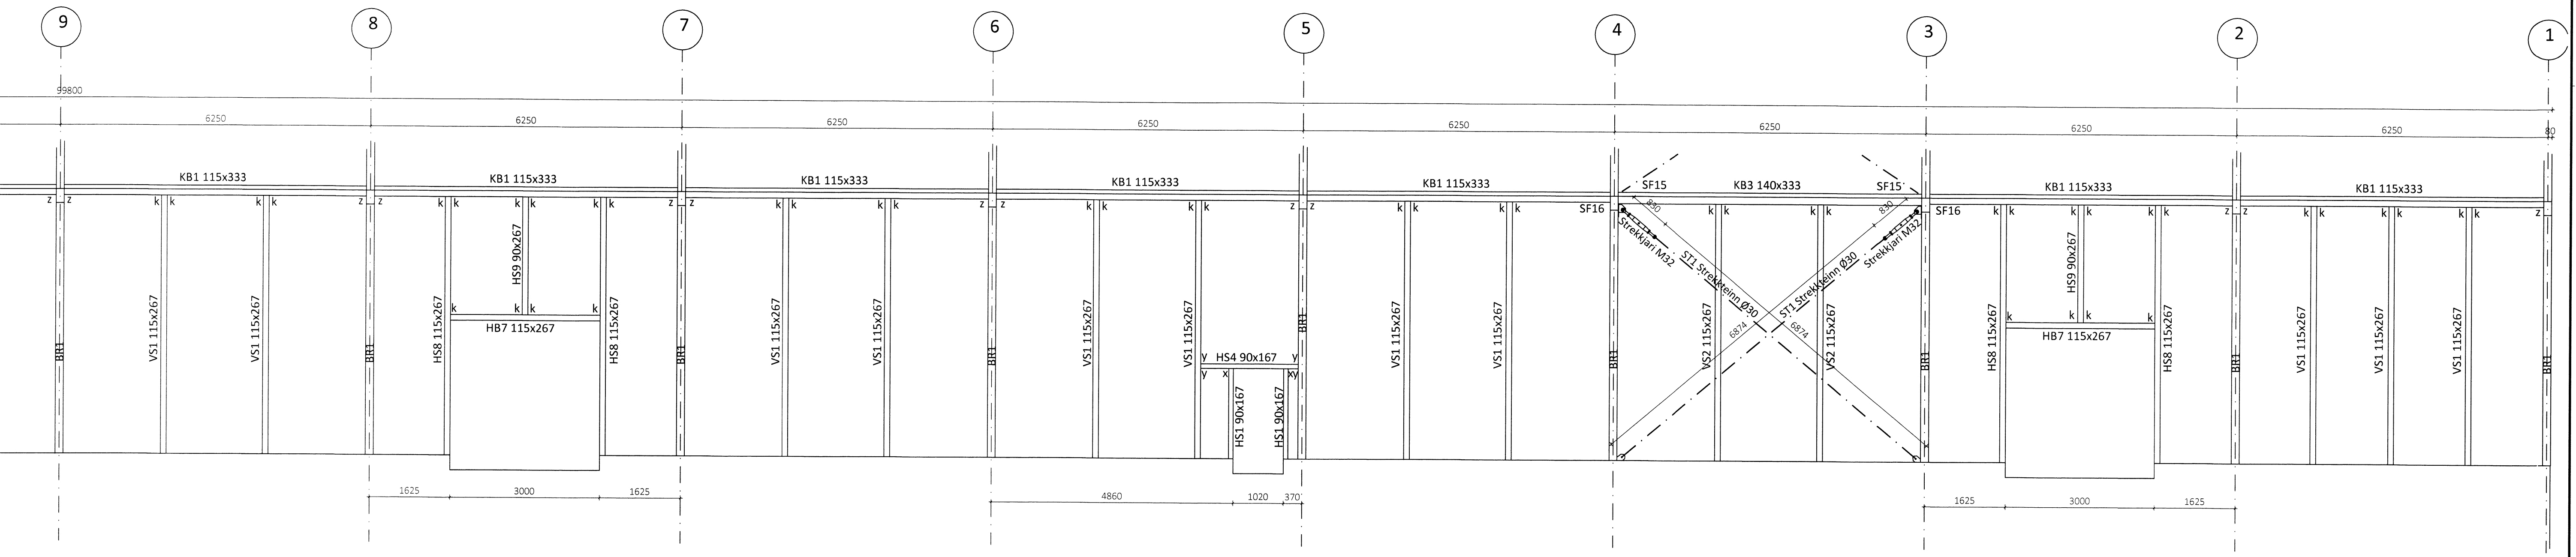 9
8
7
6
5
4
3
2
1
99800
6250
6250
6250
6250
6250
6250
6250
6250
80
KB1 115x333
KB1 115x333
KB1 115x333
KB1 115x333
KB1 115x333
SF15
KB3 140x333
SF15
KB1 115x333
KB1 115x333
z z
k k
k k
z z
k
k k
k
z z
k k
k k
z z
k k
k k
z z
k k
k k
SF16
830
k k
k k
830
SF16
k
k k
k
z z
k k
k k
k k
z
Strekkjari M32
ST1 Strekkteinn Ø30
ST1 Strekkteinn Ø30
Strekkjari M32
6874
6874
HS9 90x267
HS9 90x267
k
k k
k
HB7 115x267
k
k k
k
HB7 115x267
BR1
VS1 115x267
VS1 115x267
BR1
HS8 115x267
HS8 115x267
BR1
VS1 115x267
VS1 115x267
BR1
VS1 115x267
VS1 115x267
y HS4 90x167 y
y x xy
HS1 90x167
HS1 90x167
BR1
VS1 115x267
VS1 115x267
BR1
VS2 115x267
VS2 115x267
BR1
HS8 115x267
HS8 115x267
BR1
VS1 115x267
VS1 115x267
VS1 115x267
BR1
1625
3000
1625
4860
1020
370
1625
3000
1625